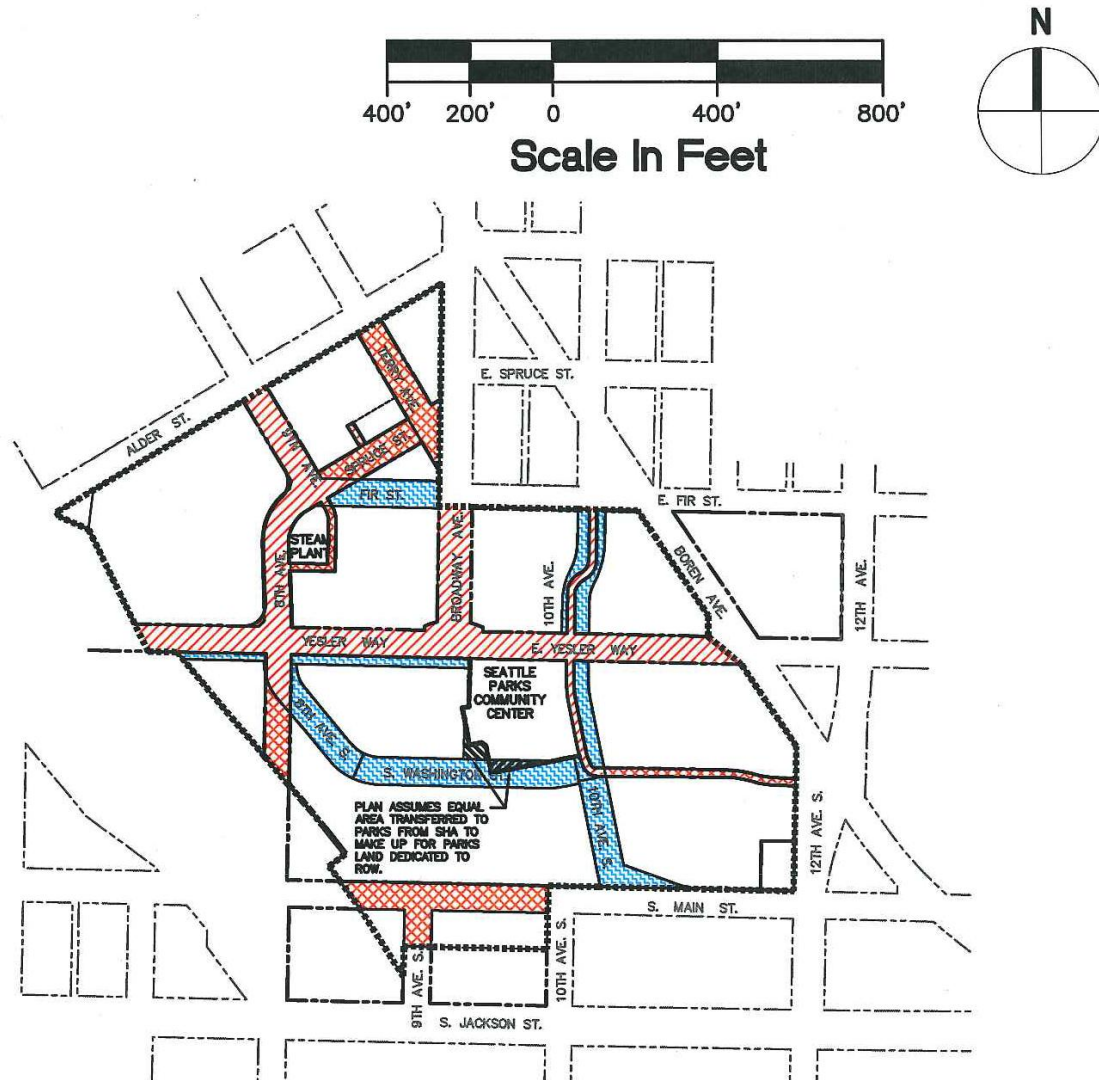 N
400' 200' 0 400' 800'
Scale In Feet
TERRY AVE.
E. SPRUCE ST.
ALDER ST.
9TH AVE.
SPRUCE ST.
FIR ST.
E. FIR ST.
STEAM
PLANT
8TH AVE.
BROADWAY AVE.
10TH AVE.
BOREN AVE.
12TH AVE.
YESLER WAY
E. YESLER WAY
SEATTLE
PARKS
COMMUNITY
CENTER
8TH AVE. S.
S. WASHINGTON ST.
PLAN ASSUMES EQUAL
AREA TRANSFERRED TO
PARKS FROM SHA TO
MAKE UP FOR PARKS
LAND DEDICATED TO
ROW.
10TH AVE. S.
12TH AVE. S.
S. MAIN ST.
9TH AVE. S.
10TH AVE. S.
S. JACKSON ST.